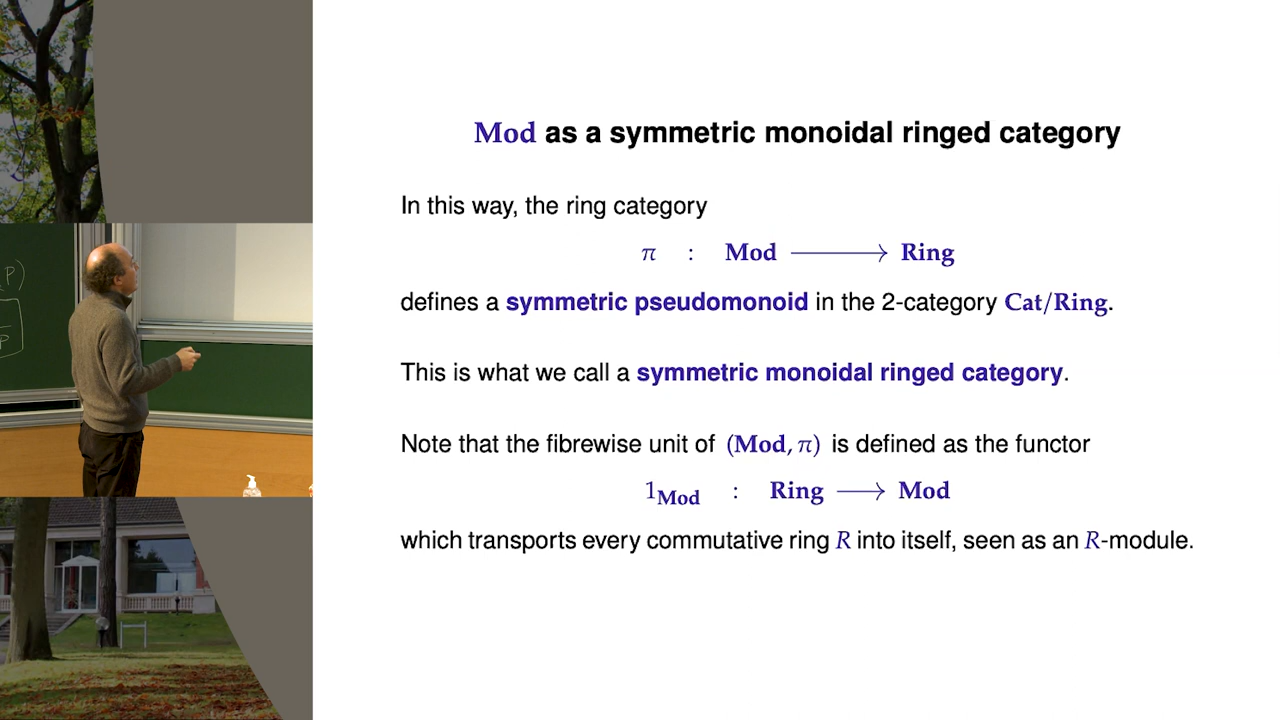 Mod as a symmetric monoidal ringed category
In this way, the ring category
π : Mod ⟶ Ring
defines a symmetric pseudomonoid in the 2-category Cat/Ring.
This is what we call a symmetric monoidal ringed category.
Note that the fibrewise unit of (Mod, π) is defined as the functor
1_Mod : Ring ⟶ Mod
which transports every commutative ring R into itself, seen as an R-module.
P)
P